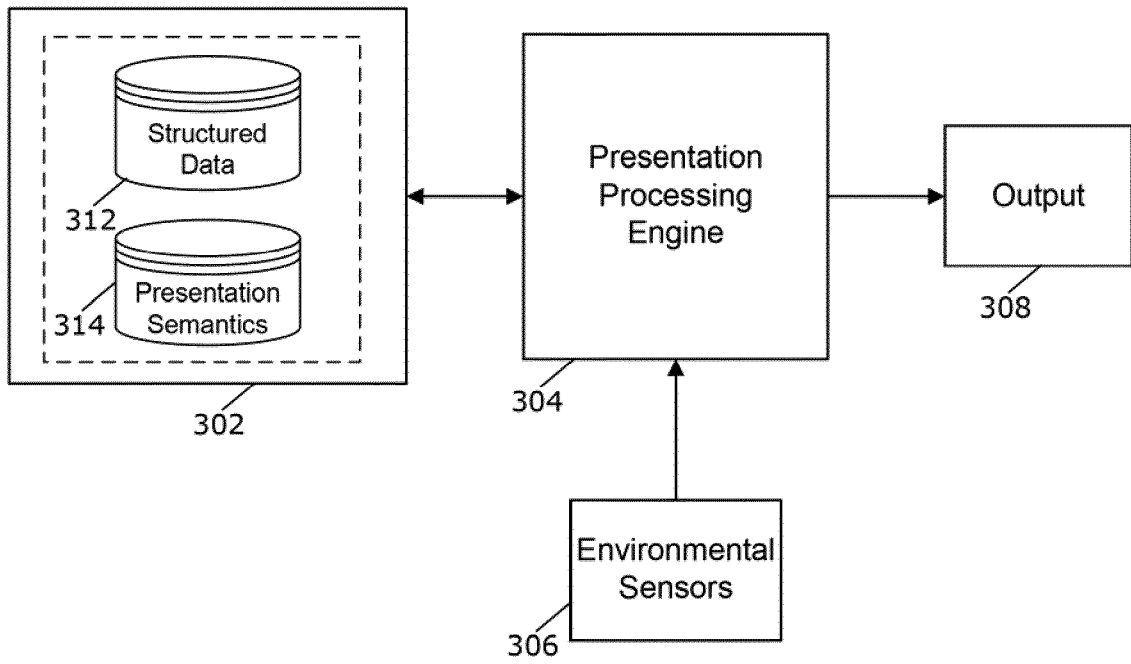 Structured
Data
312
Presentation
Semantics
314
302
Presentation
Processing
Engine
304
Output
308
Environmental
Sensors
306